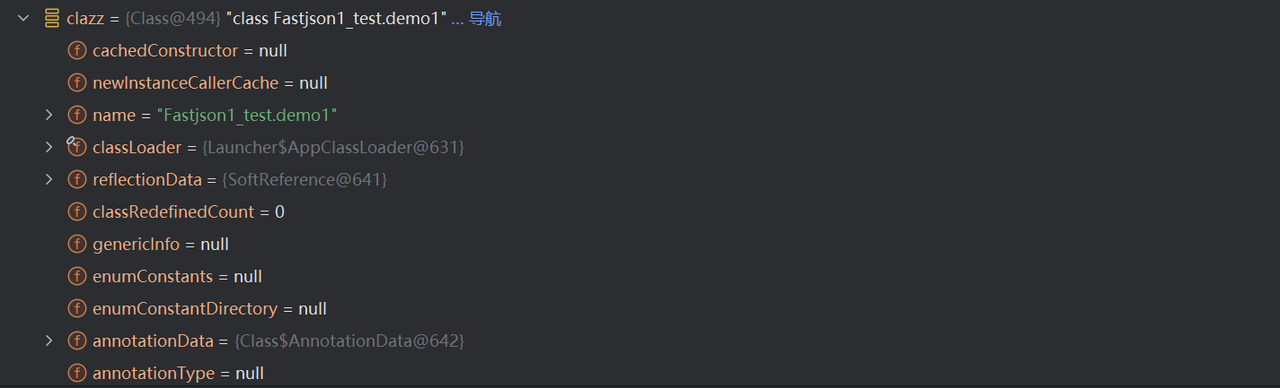 clazz = {Class@494} "class Fastjson1_test.demo1" ... 导航
f cachedConstructor = null
f newInstanceCallerCache = null
f name = "Fastjson1_test.demo1"
f classLoader = {Launcher$AppClassLoader@631}
f reflectionData = {SoftReference@641}
f classRedefinedCount = 0
f genericInfo = null
f enumConstants = null
f enumConstantDirectory = null
f annotationData = {Class$AnnotationData@642}
f annotationType = null